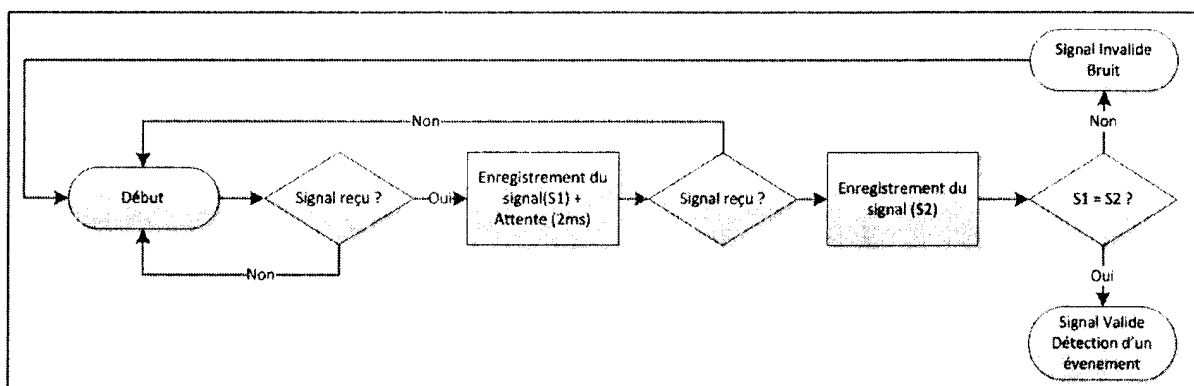 Signal Invalide
Bruit
Non
Non
Début
Signal reçu ?
Oui
Enregistrement du
signal(S1) +
Attente (2ms)
Signal reçu ?
Enregistrement du
signal (S2)
S1 = S2 ?
Non
Oui
Signal Valide
Détection d'un
évenement